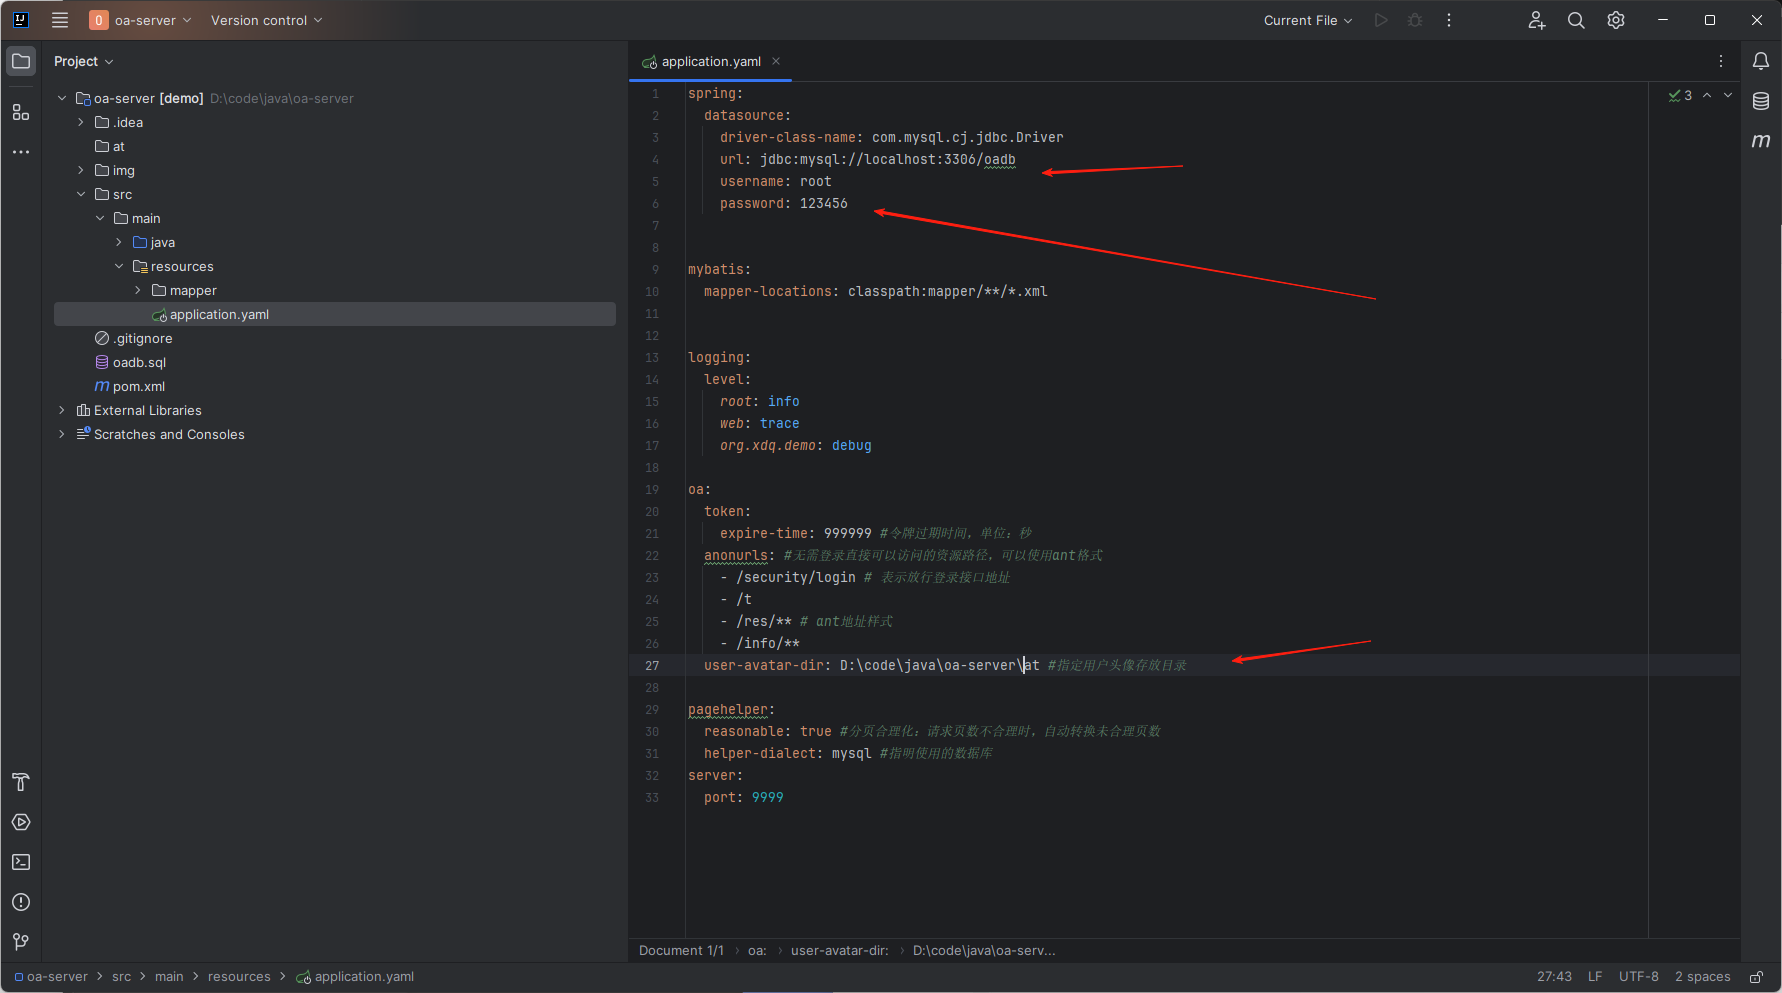 O oa-server Version control Current File
Project
application.yaml
oa-server [demo] D:\code\java\oa-server
.idea
at
img
src
main
java
resources
mapper
application.yaml
.gitignore
oadb.sql
m pom.xml
External Libraries
Scratches and Consoles
3
m
1 spring:
2 datasource:
3 driver-class-name: com.mysql.cj.jdbc.Driver
4 url: jdbc:mysql://localhost:3306/oadb
5 username: root
6 password: 123456
7
8
9 mybatis:
10 mapper-locations: classpath:mapper/**/*.xml
11
12
13 logging:
14 level:
15 root: info
16 web: trace
17 org.xdq.demo: debug
18
19 oa:
20 token:
21 expire-time: 999999 #令牌过期时间，单位：秒
22 anonurls: #无需登录直接可以访问的资源路径，可以使用ant格式
23 - /security/login # 表示放行登录接口地址
24 - /t
25 - /res/** # ant地址样式
26 - /info/**
27 user-avatar-dir: D:\code\java\oa-server\at #指定用户头像存放目录
28
29 pagehelper:
30 reasonable: true #分页合理化：请求页数不合理时，自动转换未合理页数
31 helper-dialect: mysql #指明使用的数据库
32 server:
33 port: 9999
Document 1/1 › oa: › user-avatar-dir: › D:\code\java\oa-serv...
oa-server > src > main > resources > application.yaml
27:43 LF UTF-8 2 spaces